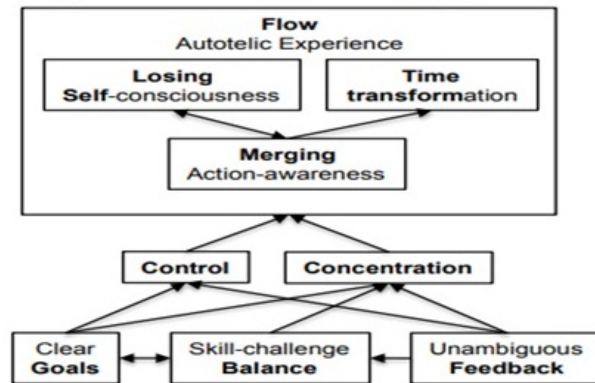 Flow
Autotelic Experience
Losing
Self-consciousness
Time
transformation
Merging
Action-awareness
Control
Concentration
Clear
Goals
Skill-challenge
Balance
Unambiguous
Feedback